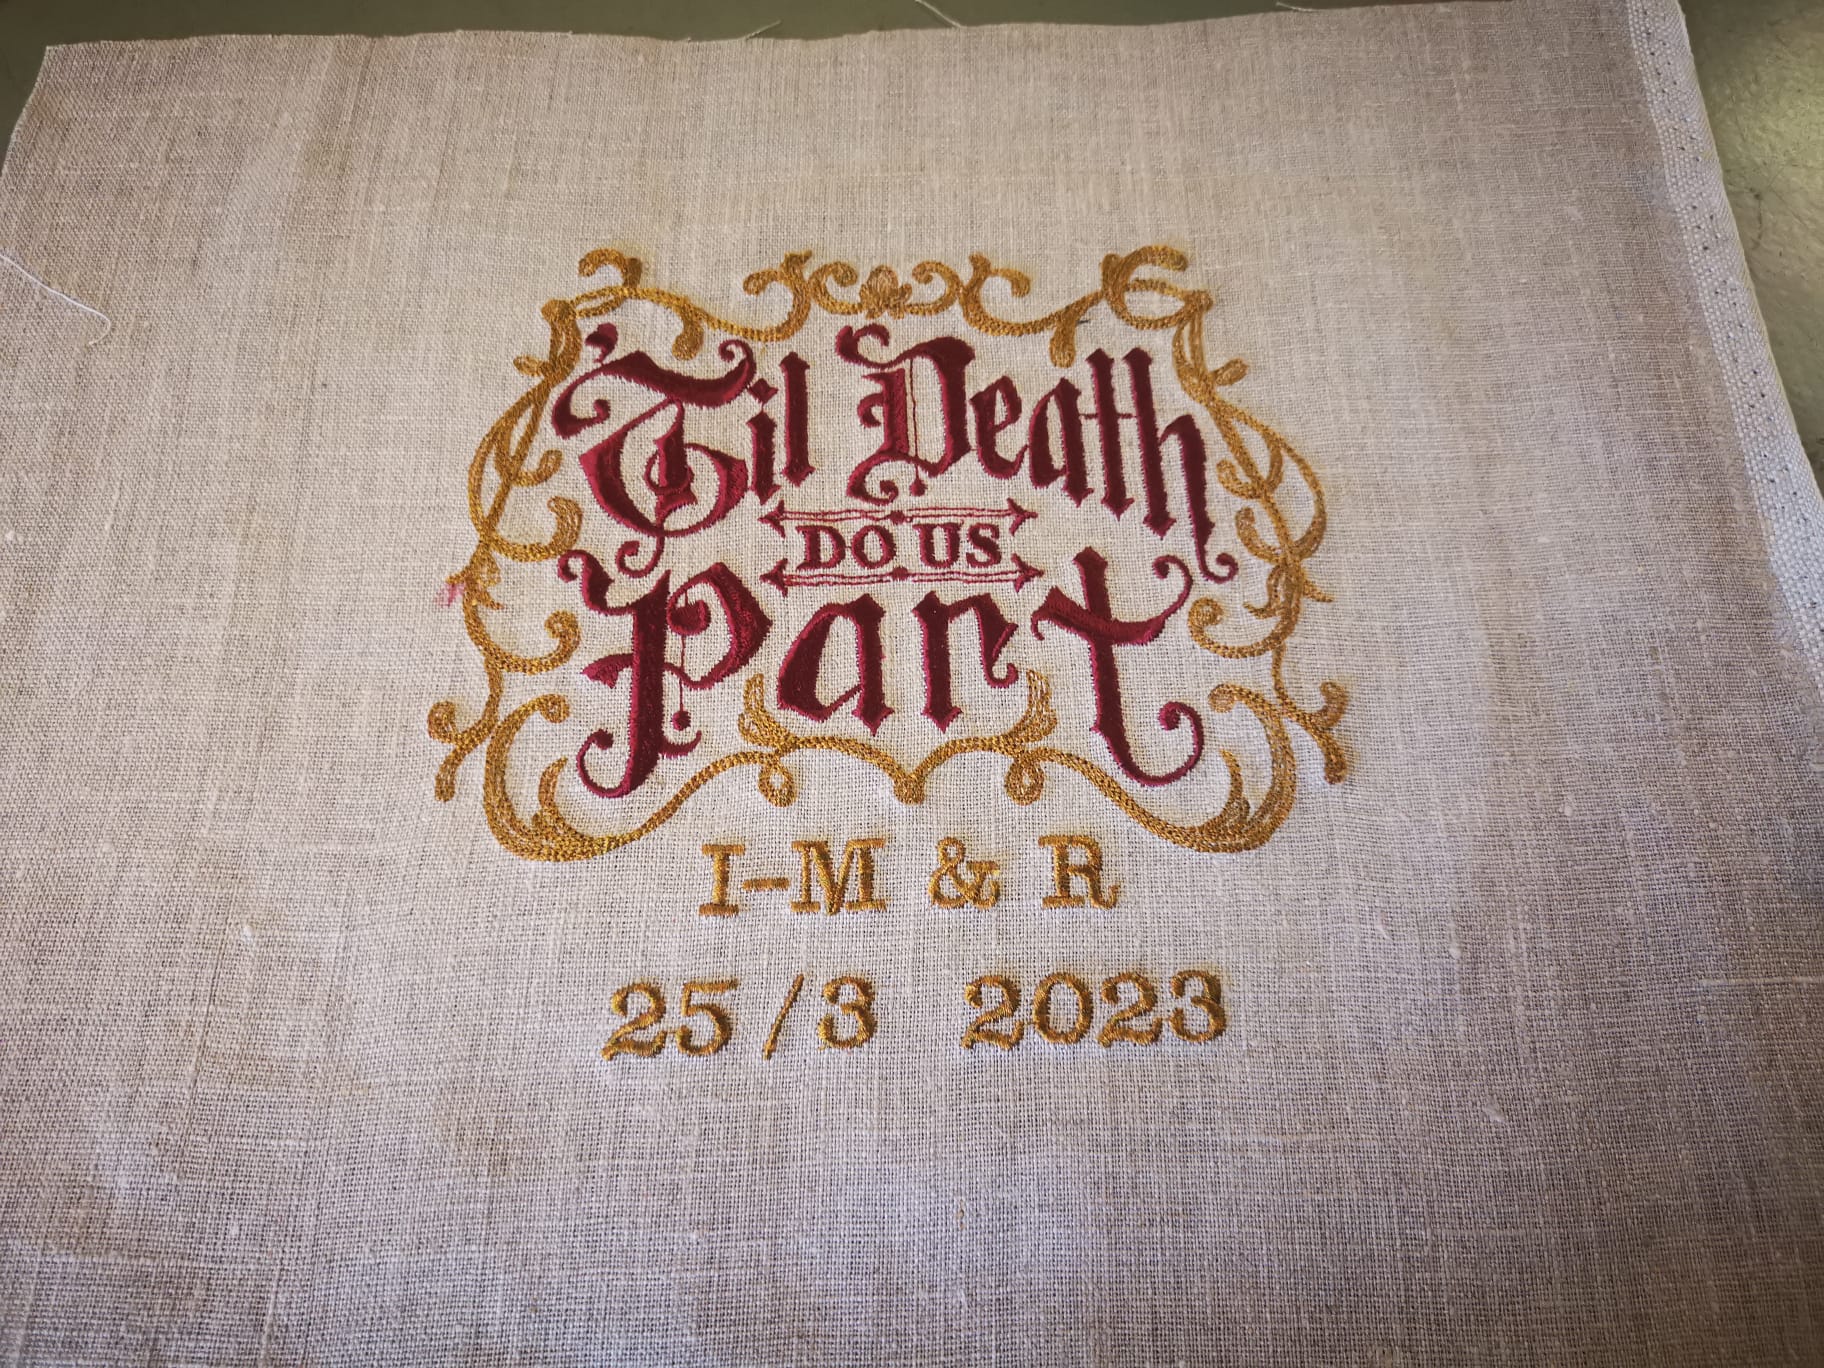 'Til Death
DO US
Part
I-M & R
25/3 2023